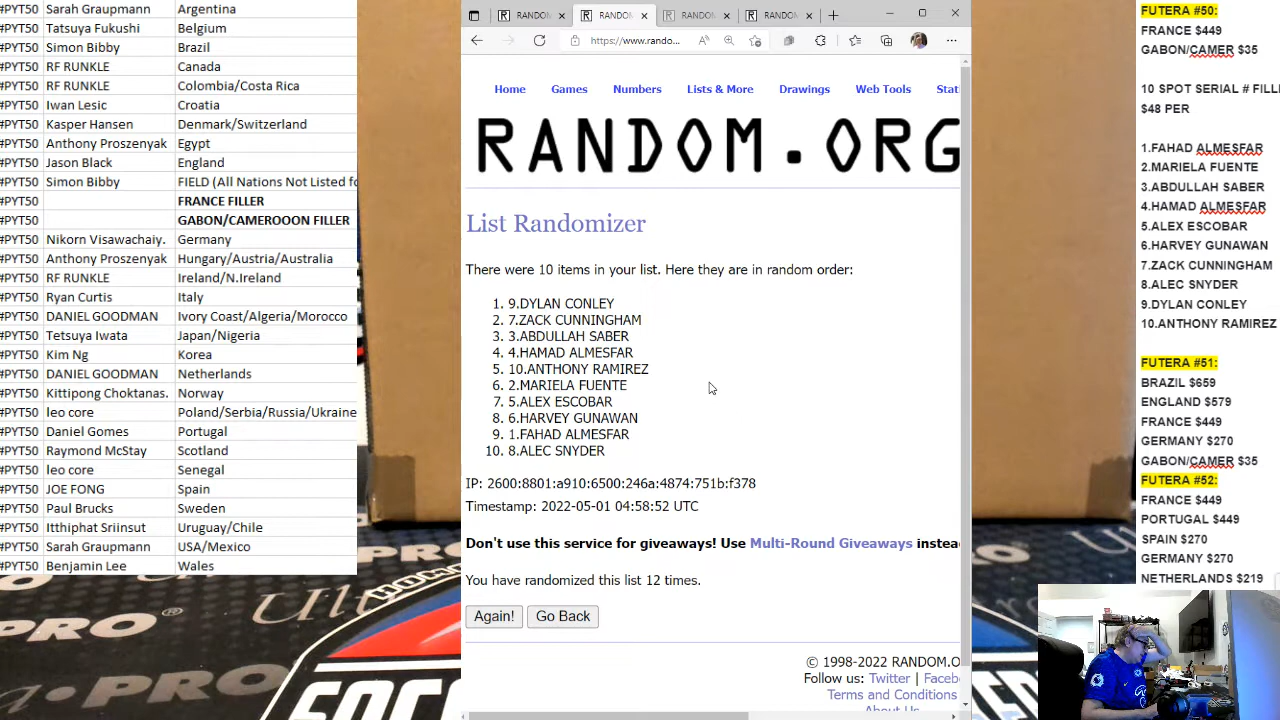 #PYT50 Sarah Graupmann Argentina
#PYT50 Tatsuya Fukushi Belgium
#PYT50 Simon Bibby Brazil
#PYT50 RF RUNKLE Canada
#PYT50 RF RUNKLE Colombia/Costa Rica
#PYT50 Iwan Lesic Croatia
#PYT50 Kasper Hansen Denmark/Switzerland
#PYT50 Anthony Proszenyak Egypt
#PYT50 Jason Black England
#PYT50 Simon Bibby FIELD (All Nations Not Listed fo
#PYT50 FRANCE FILLER
#PYT50 GABON/CAMEROOON FILLER
#PYT50 Nikorn Visawachaiy. Germany
#PYT50 Anthony Proszenyak Hungary/Austria/Australia
#PYT50 RF RUNKLE Ireland/N.Ireland
#PYT50 Ryan Curtis Italy
#PYT50 DANIEL GOODMAN Ivory Coast/Algeria/Morocco
#PYT50 Tetsuya Iwata Japan/Nigeria
#PYT50 Kim Ng Korea
#PYT50 DANIEL GOODMAN Netherlands
#PYT50 Kittipong Choktanas. Norway
#PYT50 leo core Poland/Serbia/Russia/Ukraine
#PYT50 Daniel Gomes Portugal
#PYT50 Raymond McStay Scotland
#PYT50 leo core Senegal
#PYT50 JOE FONG Spain
#PYT50 Paul Brucks Sweden
#PYT50 Itthiphat Sriinsut Uruguay/Chile
#PYT50 Sarah Graupmann USA/Mexico
#PYT50 Benjamin Lee Wales
RANDOM RANDOM RANDOM RANDOM
https://www.rando...
Home Games Numbers Lists & More Drawings Web Tools Stati
RANDOM.ORG
List Randomizer
There were 10 items in your list. Here they are in random order:
1. 9.DYLAN CONLEY
2. 7.ZACK CUNNINGHAM
3. 3.ABDULLAH SABER
4. 4.HAMAD ALMESFAR
5. 10.ANTHONY RAMIREZ
6. 2.MARIELA FUENTE
7. 5.ALEX ESCOBAR
8. 6.HARVEY GUNAWAN
9. 1.FAHAD ALMESFAR
10. 8.ALEC SNYDER
IP: 2600:8801:a910:6500:246a:4874:751b:f378
Timestamp: 2022-05-01 04:58:52 UTC
Don't use this service for giveaways! Use Multi-Round Giveaways instea
You have randomized this list 12 times.
Again! Go Back
© 1998-2022 RANDOM.O
Follow us: Twitter | Faceb
Terms and Conditions
About Us
FUTERA #50:
FRANCE $449
GABON/CAMER $35
10 SPOT SERIAL # FILL
$48 PER
1.FAHAD ALMESFAR
2.MARIELA FUENTE
3.ABDULLAH SABER
4.HAMAD ALMESFAR
5.ALEX ESCOBAR
6.HARVEY GUNAWAN
7.ZACK CUNNINGHAM
8.ALEC SNYDER
9.DYLAN CONLEY
10.ANTHONY RAMIREZ
FUTERA #51:
BRAZIL $659
ENGLAND $579
FRANCE $449
GERMANY $270
GABON/CAMER $35
FUTERA #52:
FRANCE $449
PORTUGAL $449
SPAIN $270
GERMANY $270
NETHERLANDS $219
PRO
Ult
PRO